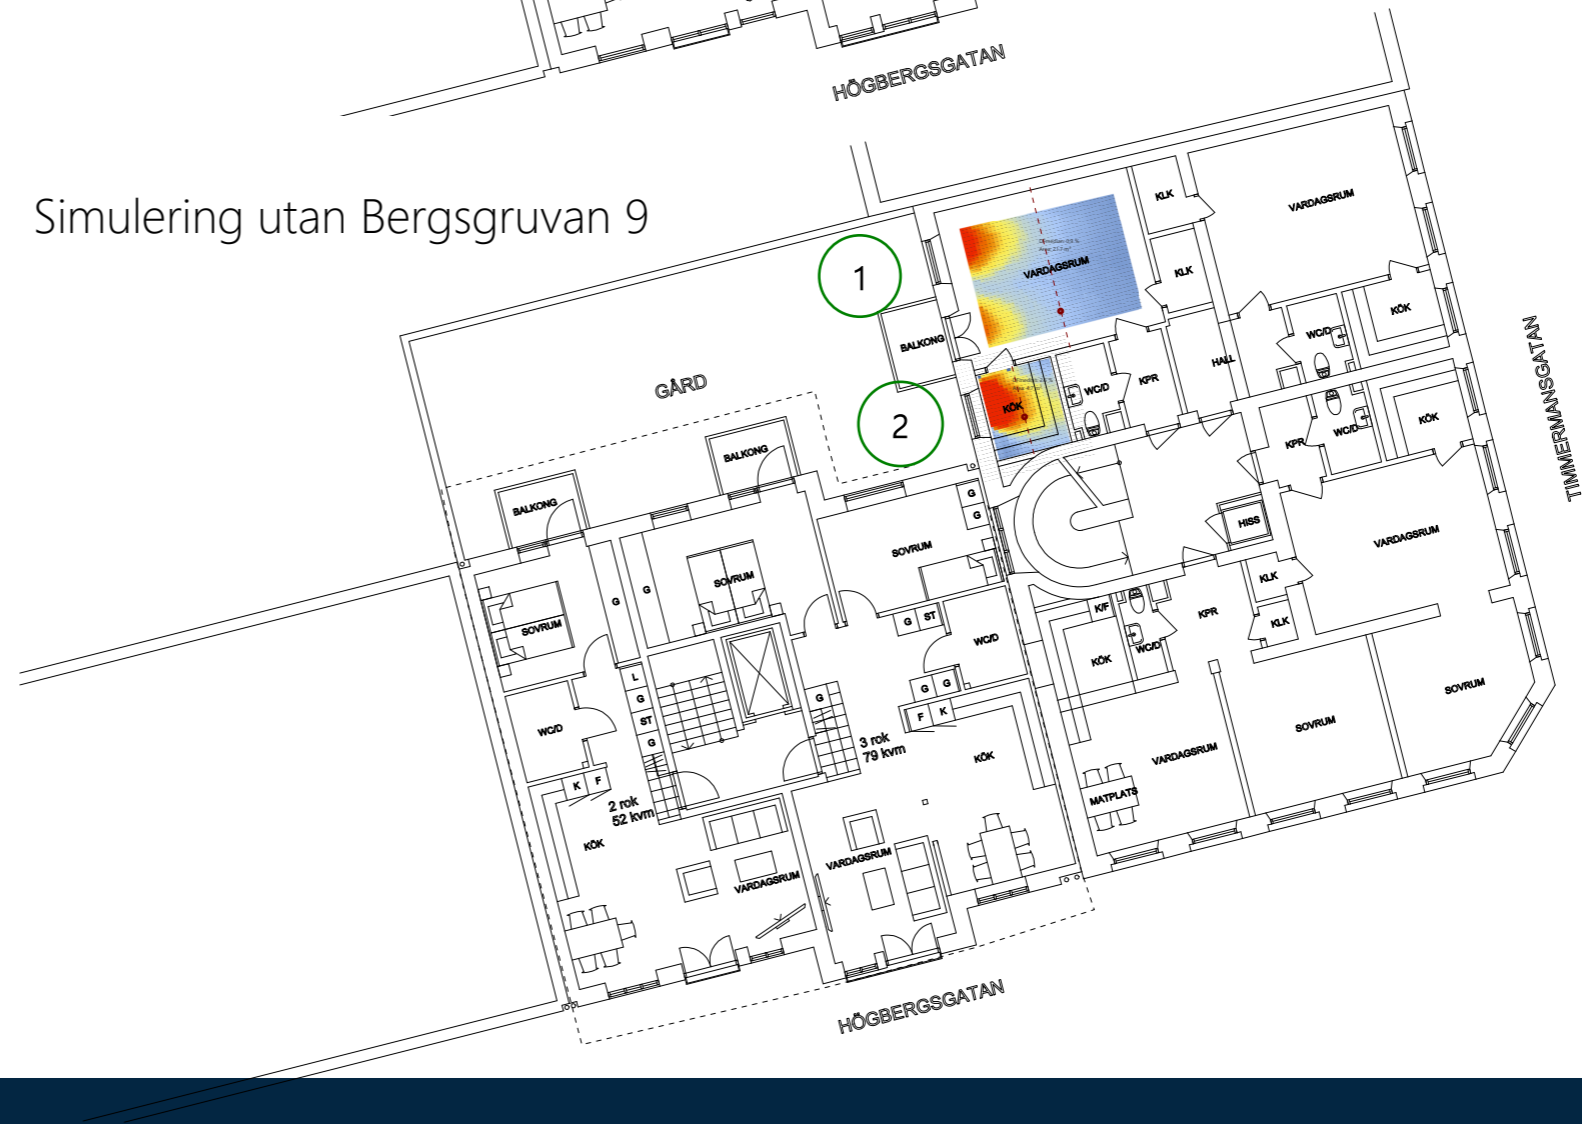 HÖGBERGSGATAN
Simulering utan Bergsgruvan 9
1
2
VARDAGSRUM
KÖK
BALKONG
WC/D
KPR
HALL
KLK
KLK
VARDAGSRUM
KÖK
WC/D
TIMMERMANSGATAN
GÅRD
BALKONG
BALKONG
KPR
WC/D
KÖK
HISS
VARDAGSRUM
G
G
SOVRUM
SOVRUM
SOVRUM
G
G
G
ST
WC/D
G
G
F
K
G
L
G
ST
G
WC/D
K
F
2 rok
52 kvm
3 rok
79 kvm
KÖK
KÖK
VARDAGSRUM
VARDAGSRUM
K/F
KÖK
WC/D
KPR
KLK
KLK
VARDAGSRUM
MATPLATS
SOVRUM
SOVRUM
HÖGBERGSGATAN